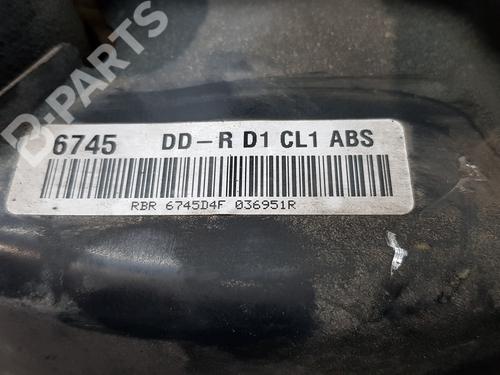 B-PARTS
6745 DD-R D1 CL1 ABS
RBR 6745D4F 036951R